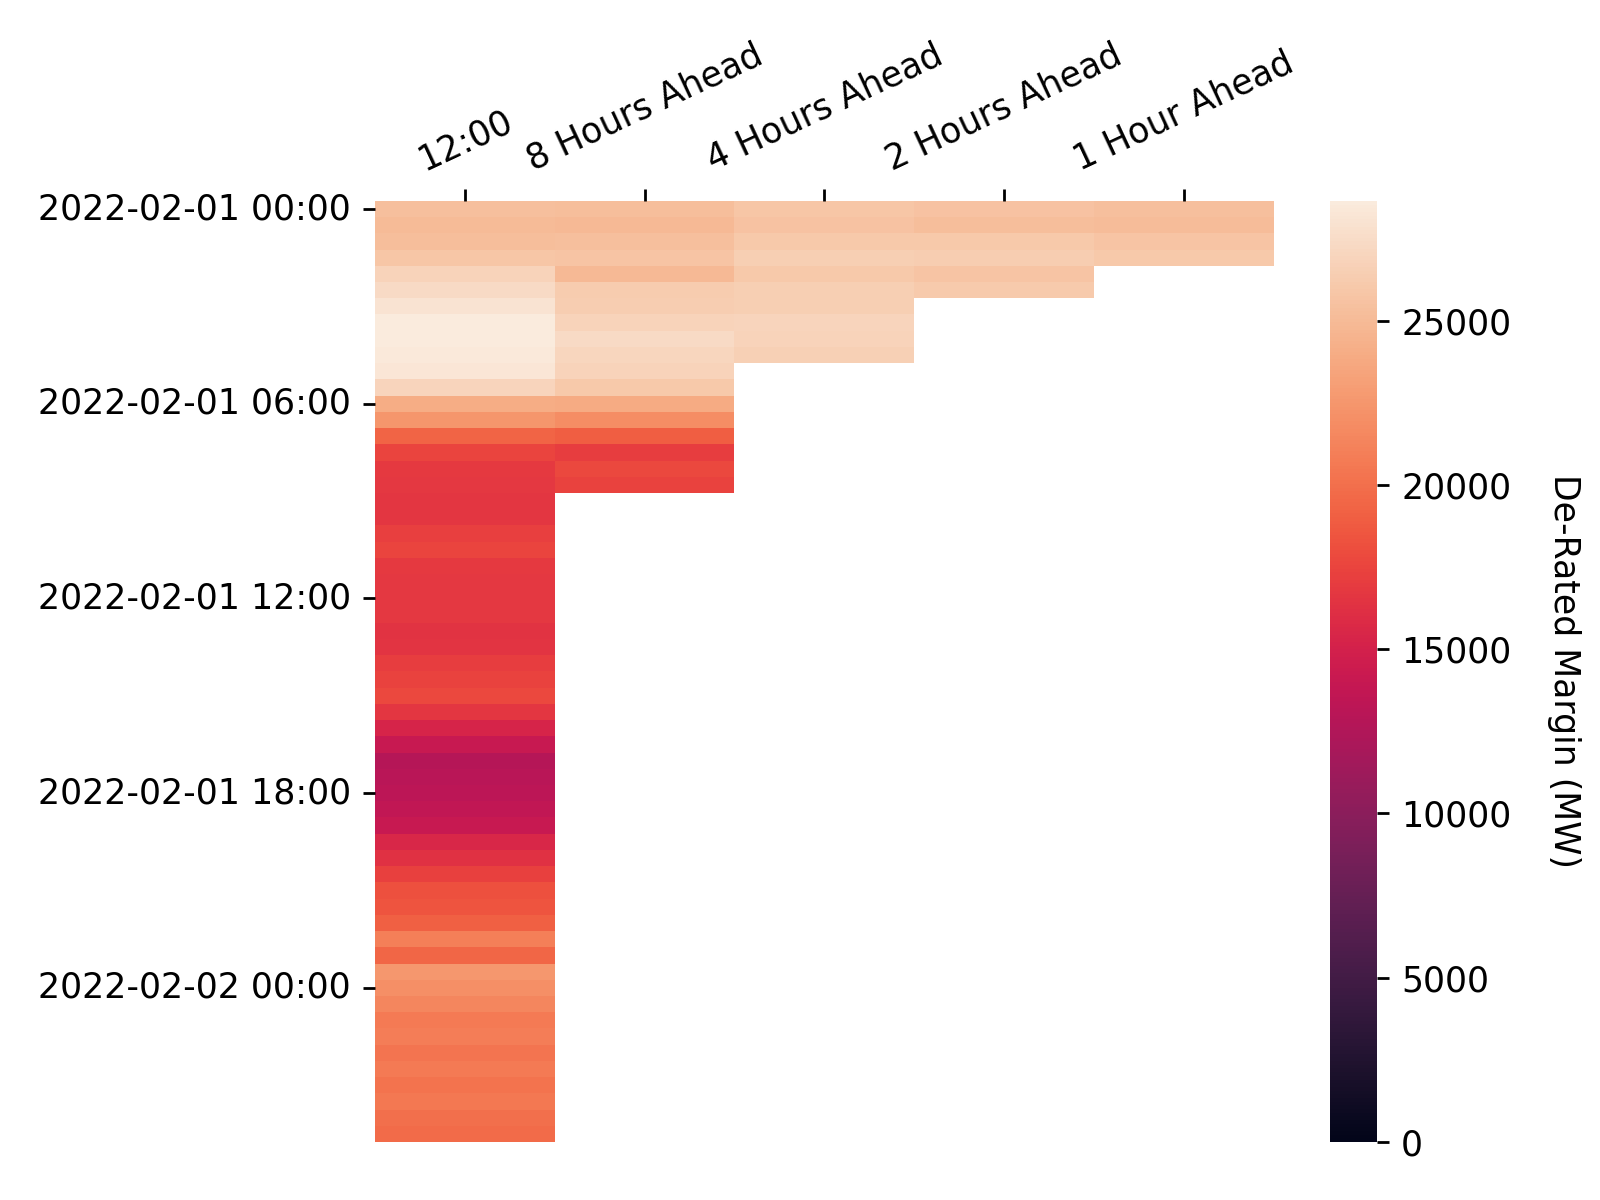 12:00
8 Hours Ahead
4 Hours Ahead
2 Hours Ahead
1 Hour Ahead
2022-02-01 00:00
2022-02-01 06:00
2022-02-01 12:00
2022-02-01 18:00
2022-02-02 00:00
25000
20000
15000
10000
5000
0
De-Rated Margin (MW)